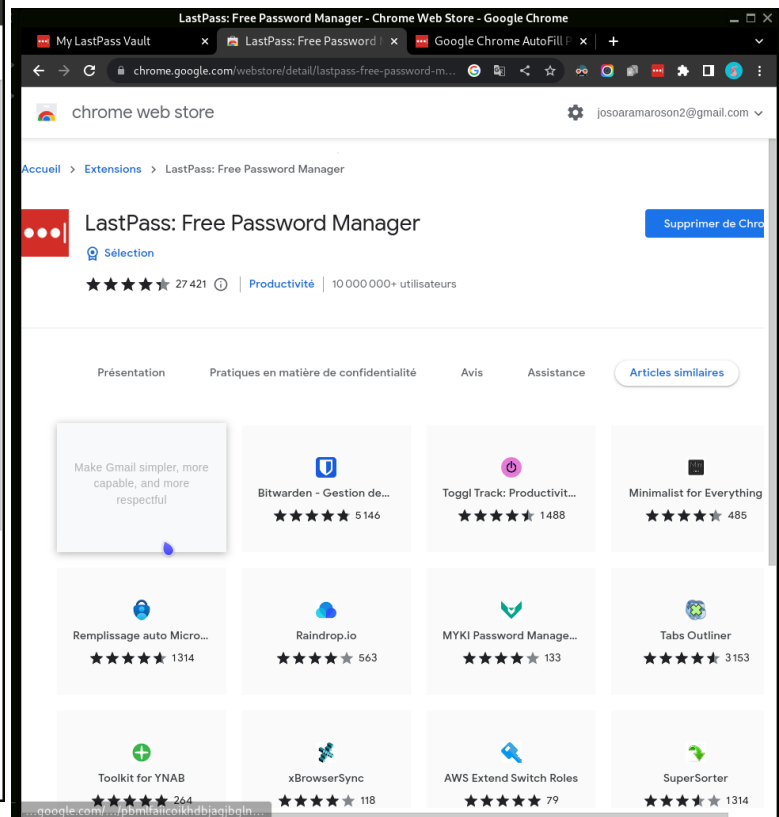 LastPass: Free Password Manager - Chrome Web Store - Google Chrome
My LastPass Vault
LastPass: Free Password
Google Chrome AutoFill P
chrome.google.com/webstore/detail/lastpass-free-password-m...
chrome web store
josoaramaroson2@gmail.com
Accueil > Extensions > LastPass: Free Password Manager
LastPass: Free Password Manager
Supprimer de Chro
Sélection
27 421 | Productivité | 10 000 000+ utilisateurs
Présentation
Pratiques en matière de confidentialité
Avis
Assistance
Articles similaires
Make Gmail simpler, more
capable, and more
respectful
Bitwarden - Gestion de...
5 146
Toggl Track: Productivit...
1 488
Minimalist for Everything
485
Remplissage auto Micro...
1 314
Raindrop.io
563
MYKI Password Manage...
133
Tabs Outliner
3 153
Toolkit for YNAB
264
xBrowserSync
118
AWS Extend Switch Roles
79
SuperSorter
1 314